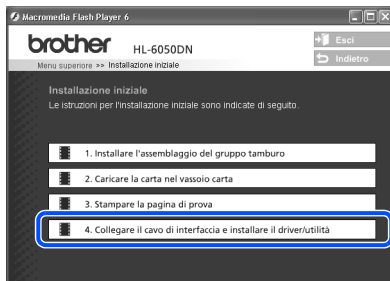 Macromedia Flash Player 6
brother
HL-6050DN
Esci
Menu superiore >> Installazione iniziale
Indietro
Installazione iniziale
Le istruzioni per l'installazione iniziale sono indicate di seguito.
1. Installare l'assemblaggio del gruppo tamburo
2. Caricare la carta nel vassoio carta
3. Stampare la pagina di prova
4. Collegare il cavo di interfaccia e installare il driver/utilità